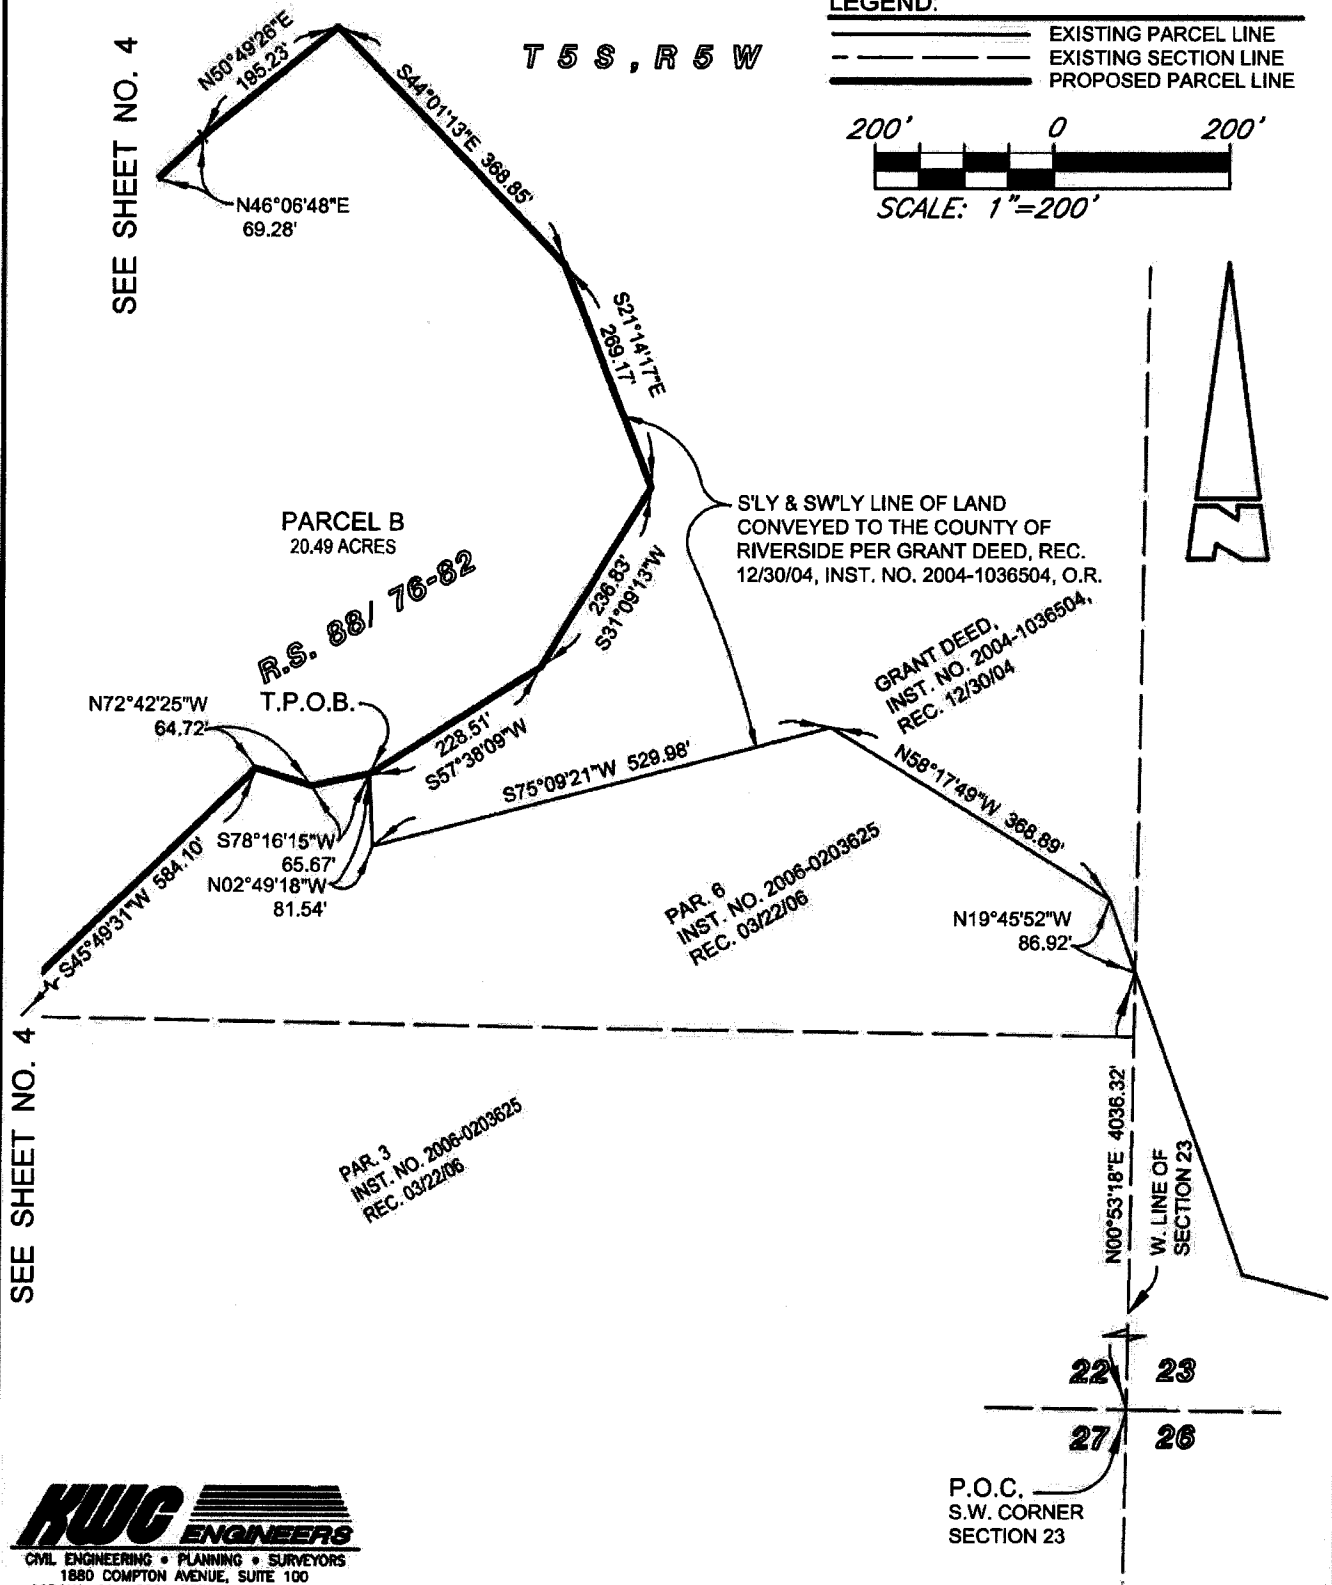 LEGEND:
EXISTING PARCEL LINE
EXISTING SECTION LINE
PROPOSED PARCEL LINE
T 5 S , R 5 W
200' 0 200'
SCALE: 1"=200'
SEE SHEET NO. 4
N50°49'26"E
195.23'
S44°01'13"E 368.85'
N46°06'48"E
69.28'
S21°14'17"E
269.17'
S'LY & SW'LY LINE OF LAND
CONVEYED TO THE COUNTY OF
RIVERSIDE PER GRANT DEED, REC.
12/30/04, INST. NO. 2004-1036504, O.R.
PARCEL B
20.49 ACRES
R.S. 88/ 76-82
236.83'
S31°09'13"W
GRANT DEED,
INST. NO. 2004-1036504,
REC. 12/30/04
T.P.O.B.
N72°42'25"W
64.72'
228.51'
S57°38'09"W
S75°09'21"W 529.98'
N58°17'49"W 368.89'
S78°16'15"W
65.67'
N02°49'18"W
81.54'
S45°49'31"W 584.10'
PAR. 6
INST. NO. 2006-0203625
REC. 03/22/06
N19°45'52"W
86.92'
SEE SHEET NO. 4
PAR. 3
INST. NO. 2006-0203625
REC. 03/22/06
N00°53'18"E 4036.32'
W. LINE OF
SECTION 23
22 23
27 26
P.O.C.
S.W. CORNER
SECTION 23
N
KWC
ENGINEERS
CIVIL ENGINEERING • PLANNING • SURVEYORS
1880 COMPTON AVENUE, SUITE 100